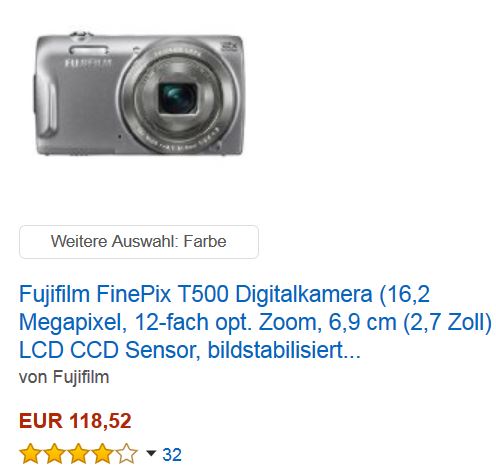 FUJIFILM
Weitere Auswahl: Farbe
Fujifilm FinePix T500 Digitalkamera (16,2
Megapixel, 12-fach opt. Zoom, 6,9 cm (2,7 Zoll)
LCD CCD Sensor, bildstabilisiert...
von Fujifilm
EUR 118,52
32